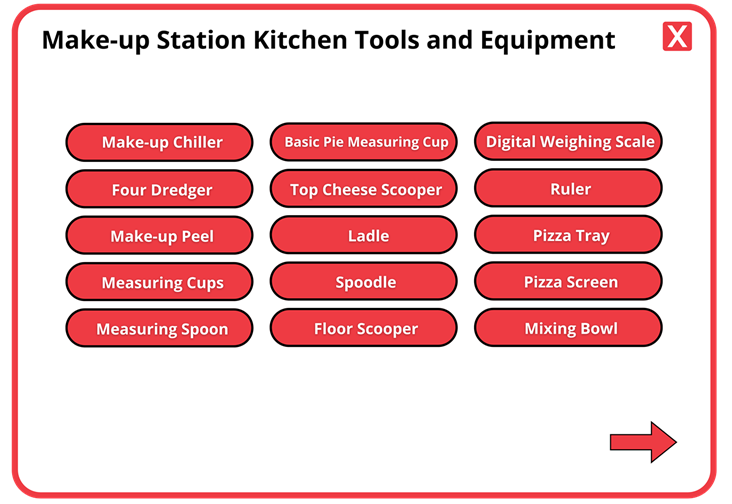 Make-up Station Kitchen Tools and Equipment
X
Make-up Chiller
Basic Pie Measuring Cup
Digital Weighing Scale
Four Dredger
Top Cheese Scooper
Ruler
Make-up Peel
Ladle
Pizza Tray
Measuring Cups
Spoodle
Pizza Screen
Measuring Spoon
Floor Scooper
Mixing Bowl